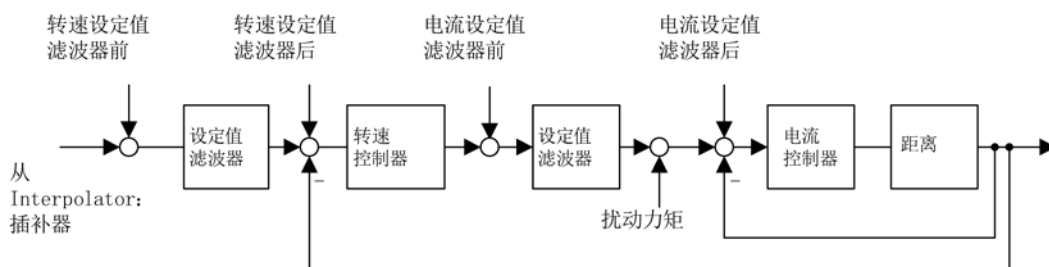 转速设定值
滤波器前
转速设定值
滤波器后
电流设定值
滤波器前
电流设定值
滤波器后
设定值
滤波器
转速
控制器
设定值
滤波器
电流
控制器
距离
从
Interpolator:
插补器
扰动力矩
–
–